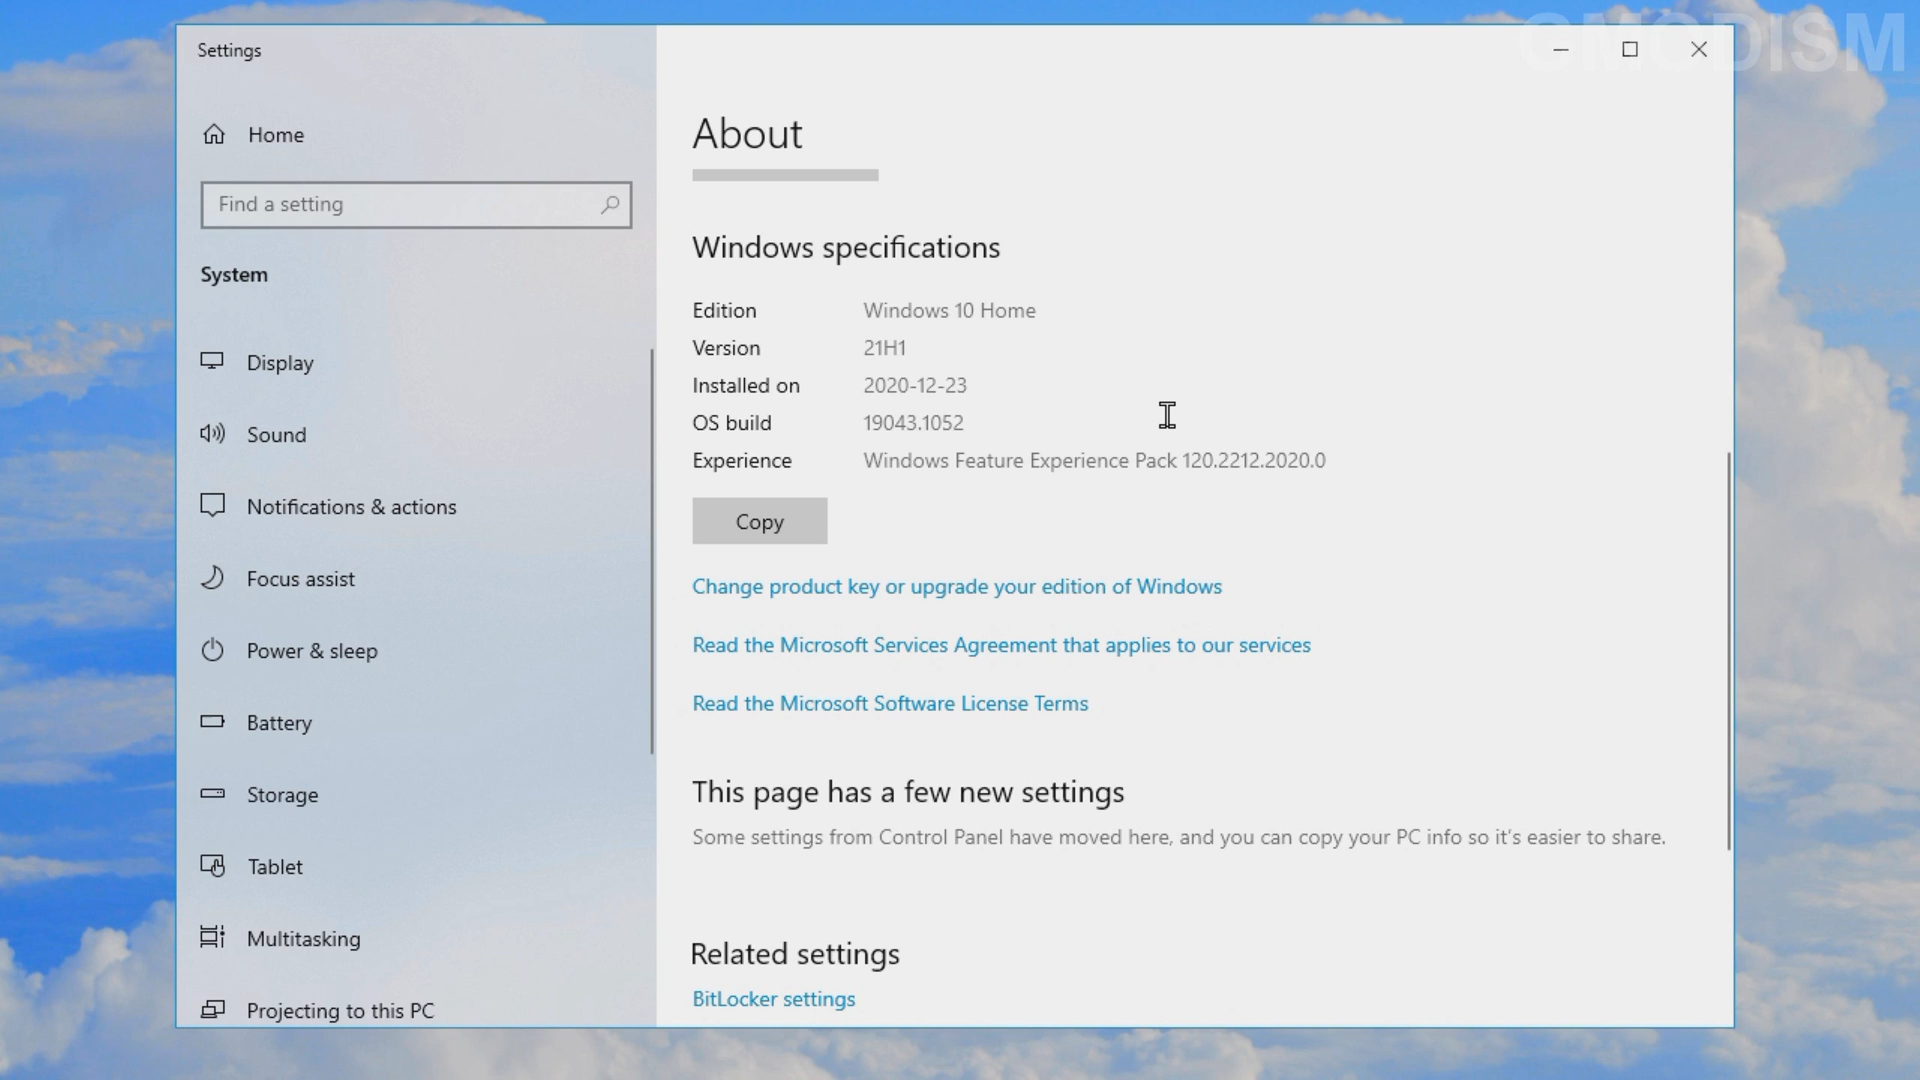 GMODISM
Settings
Home
Find a setting
System
Display
Sound
Notifications & actions
Focus assist
Power & sleep
Battery
Storage
Tablet
Multitasking
Projecting to this PC
About
Windows specifications
Edition Windows 10 Home
Version 21H1
Installed on 2020-12-23
OS build 19043.1052
Experience Windows Feature Experience Pack 120.2212.2020.0
Copy
Change product key or upgrade your edition of Windows
Read the Microsoft Services Agreement that applies to our services
Read the Microsoft Software License Terms
This page has a few new settings
Some settings from Control Panel have moved here, and you can copy your PC info so it's easier to share.
Related settings
BitLocker settings